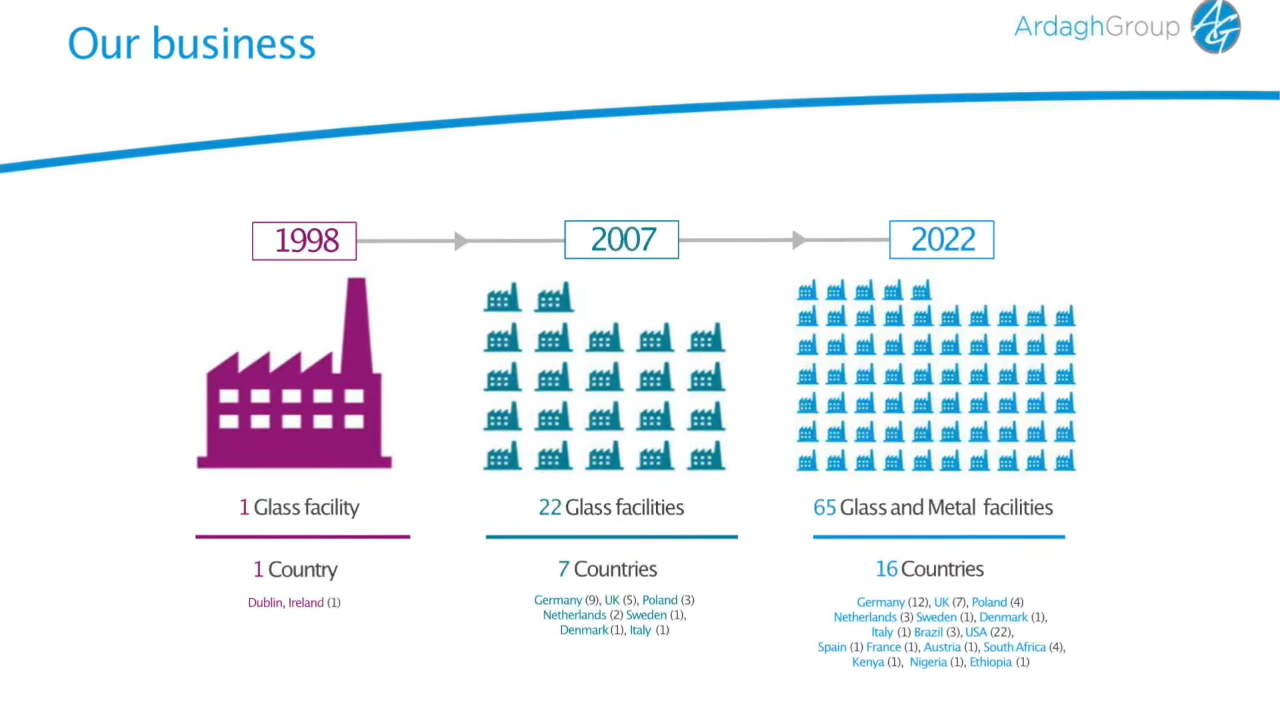 Our business
ArdaghGroup
AGG
1998
2007
2022
1 Glass facility
22 Glass facilities
65 Glass and Metal facilities
1 Country
7 Countries
16 Countries
Dublin, Ireland (1)
Germany (9), UK (5), Poland (3)
Netherlands (2) Sweden (1),
Denmark (1), Italy (1)
Germany (12), UK (7), Poland (4)
Netherlands (3) Sweden (1), Denmark (1),
Italy (1) Brazil (3), USA (22),
Spain (1) France (1), Austria (1), South Africa (4),
Kenya (1), Nigeria (1), Ethiopia (1)